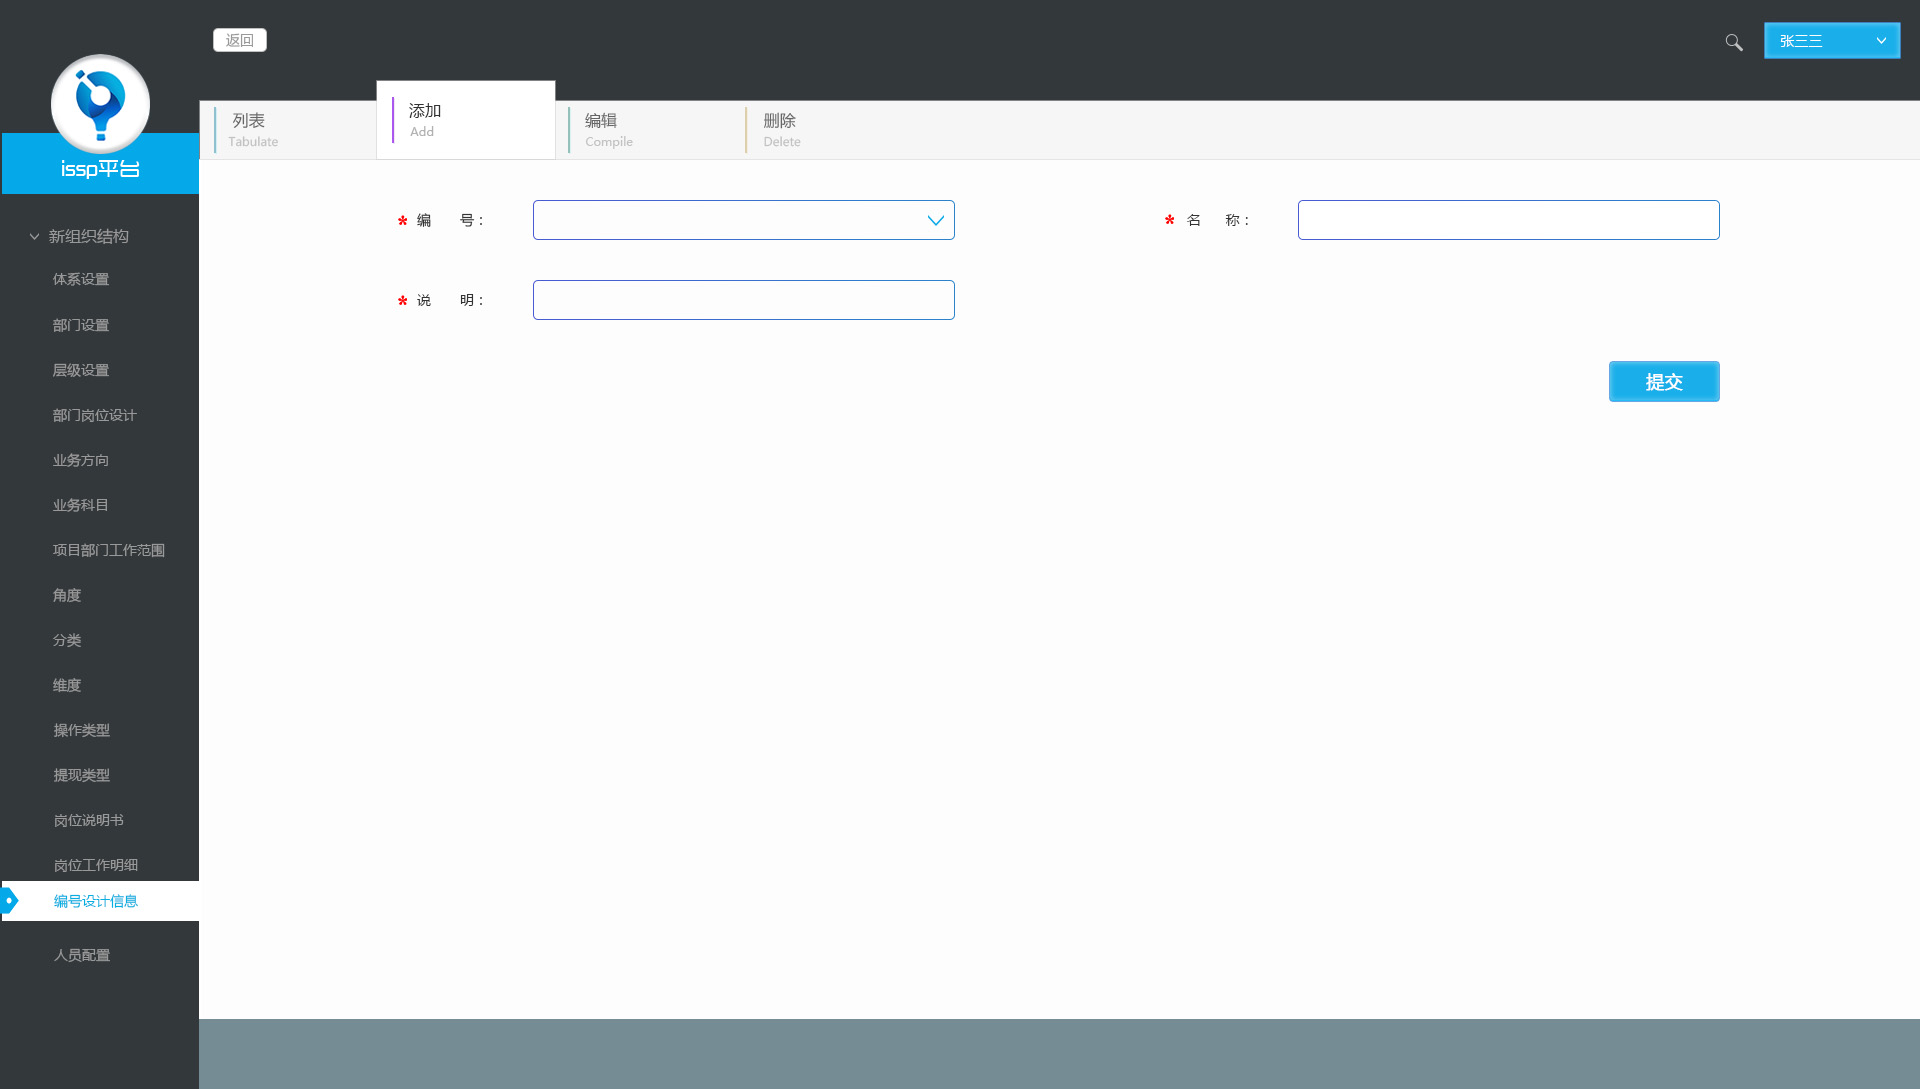 返回
张三三
issp平台
列表
Tabulate
添加
Add
编辑
Compile
删除
Delete
新组织结构
体系设置
部门设置
层级设置
部门岗位设计
业务方向
业务科目
项目部门工作范围
角度
分类
维度
操作类型
提现类型
岗位说明书
岗位工作明细
编号设计信息
人员配置
* 编 号：
* 名 称：
* 说 明：
提交